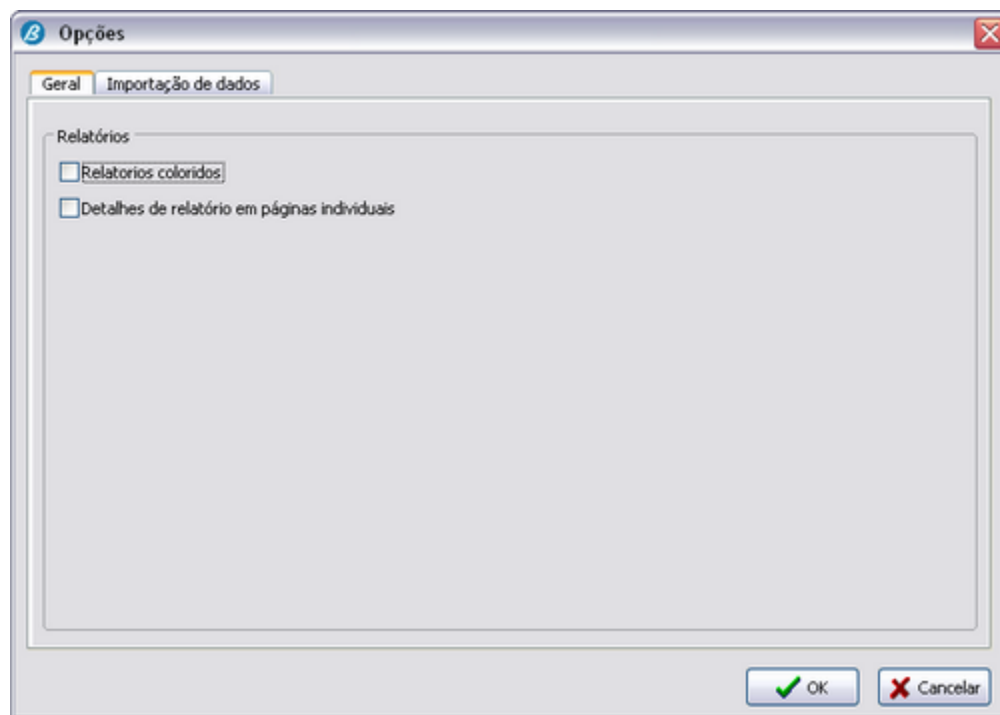 Opções
Geral Importação de dados
Relatórios
Relatorios coloridos
Detalhes de relatório em páginas individuais
OK Cancelar